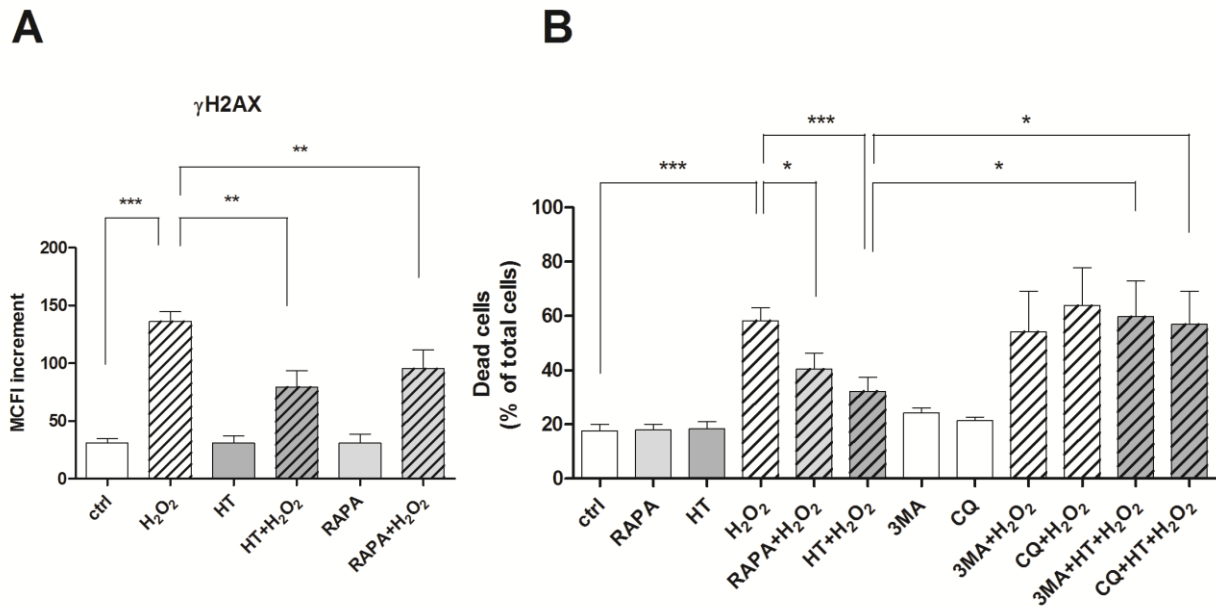 A
γH2AX
***
**
**
MCFI increment
200
150
100
50
0
ctrl
H₂O₂
HT
HT+H₂O₂
RAPA
RAPA+H₂O₂
B
***
*
***
*
*
Dead cells
(% of total cells)
100
80
60
40
20
0
ctrl
RAPA
HT
H₂O₂
RAPA+H₂O₂
HT+H₂O₂
3MA
CQ
3MA+H₂O₂
CQ+H₂O₂
3MA+HT+H₂O₂
CQ+HT+H₂O₂